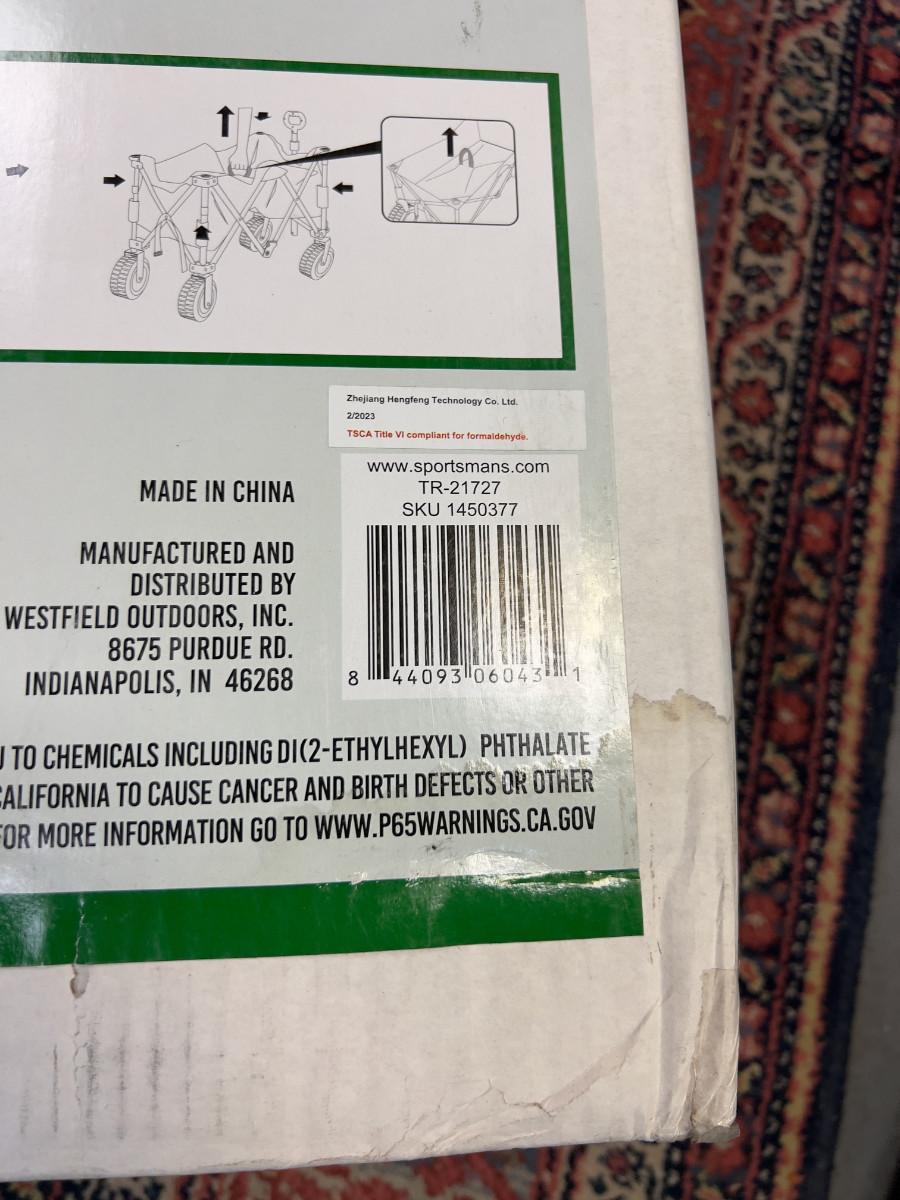 Zhejiang Hengfeng Technology Co. Ltd.
2/2023
TSCA Title VI compliant for formaldehyde.
www.sportsmans.com
TR-21727
SKU 1450377
8 44093 06043 1
MADE IN CHINA
MANUFACTURED AND
DISTRIBUTED BY
WESTFIELD OUTDOORS, INC.
8675 PURDUE RD.
INDIANAPOLIS, IN 46268
TO CHEMICALS INCLUDING DI(2-ETHYLHEXYL) PHTHALATE
CALIFORNIA TO CAUSE CANCER AND BIRTH DEFECTS OR OTHER
FOR MORE INFORMATION GO TO WWW.P65WARNINGS.CA.GOV